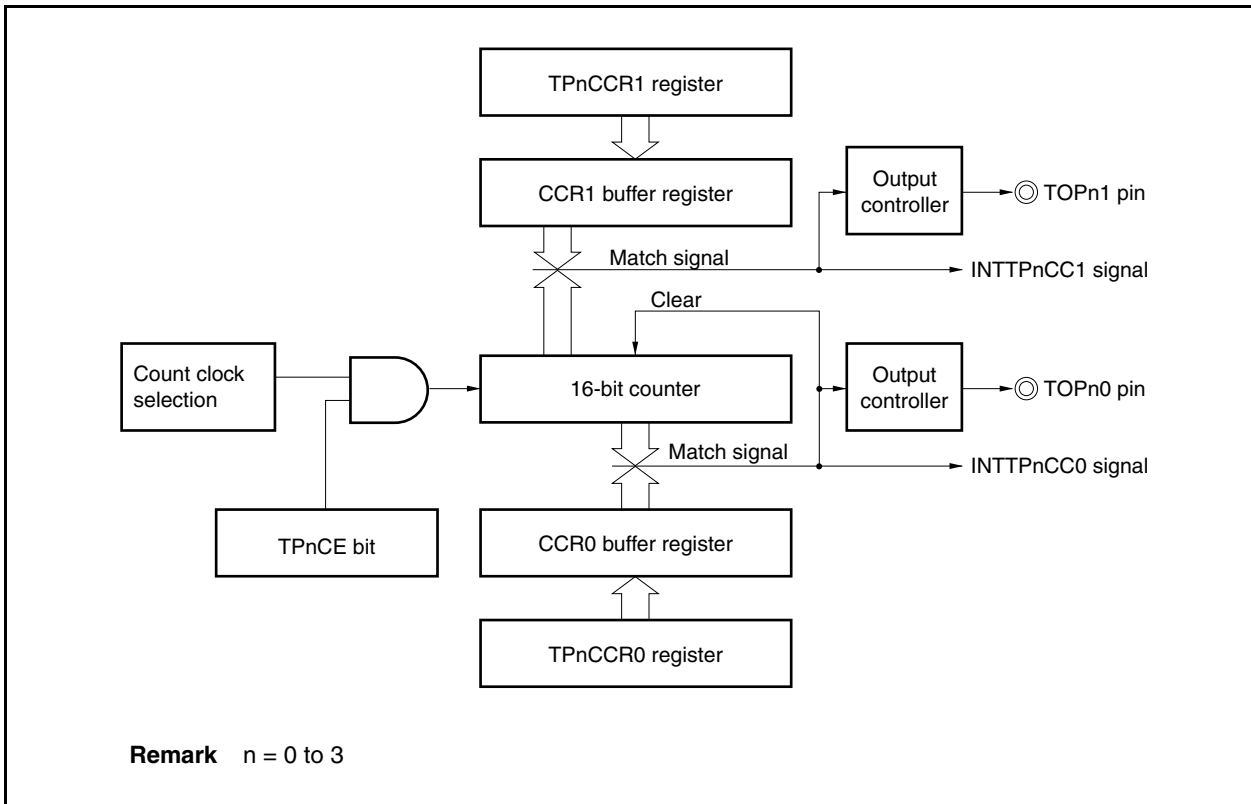 TPnCCR1 register
CCR1 buffer register
Output
controller
TOPn1 pin
Match signal
INTTPnCC1 signal
Clear
Count clock
selection
16-bit counter
Output
controller
TOPn0 pin
Match signal
INTTPnCC0 signal
TPnCE bit
CCR0 buffer register
TPnCCR0 register
Remark n = 0 to 3